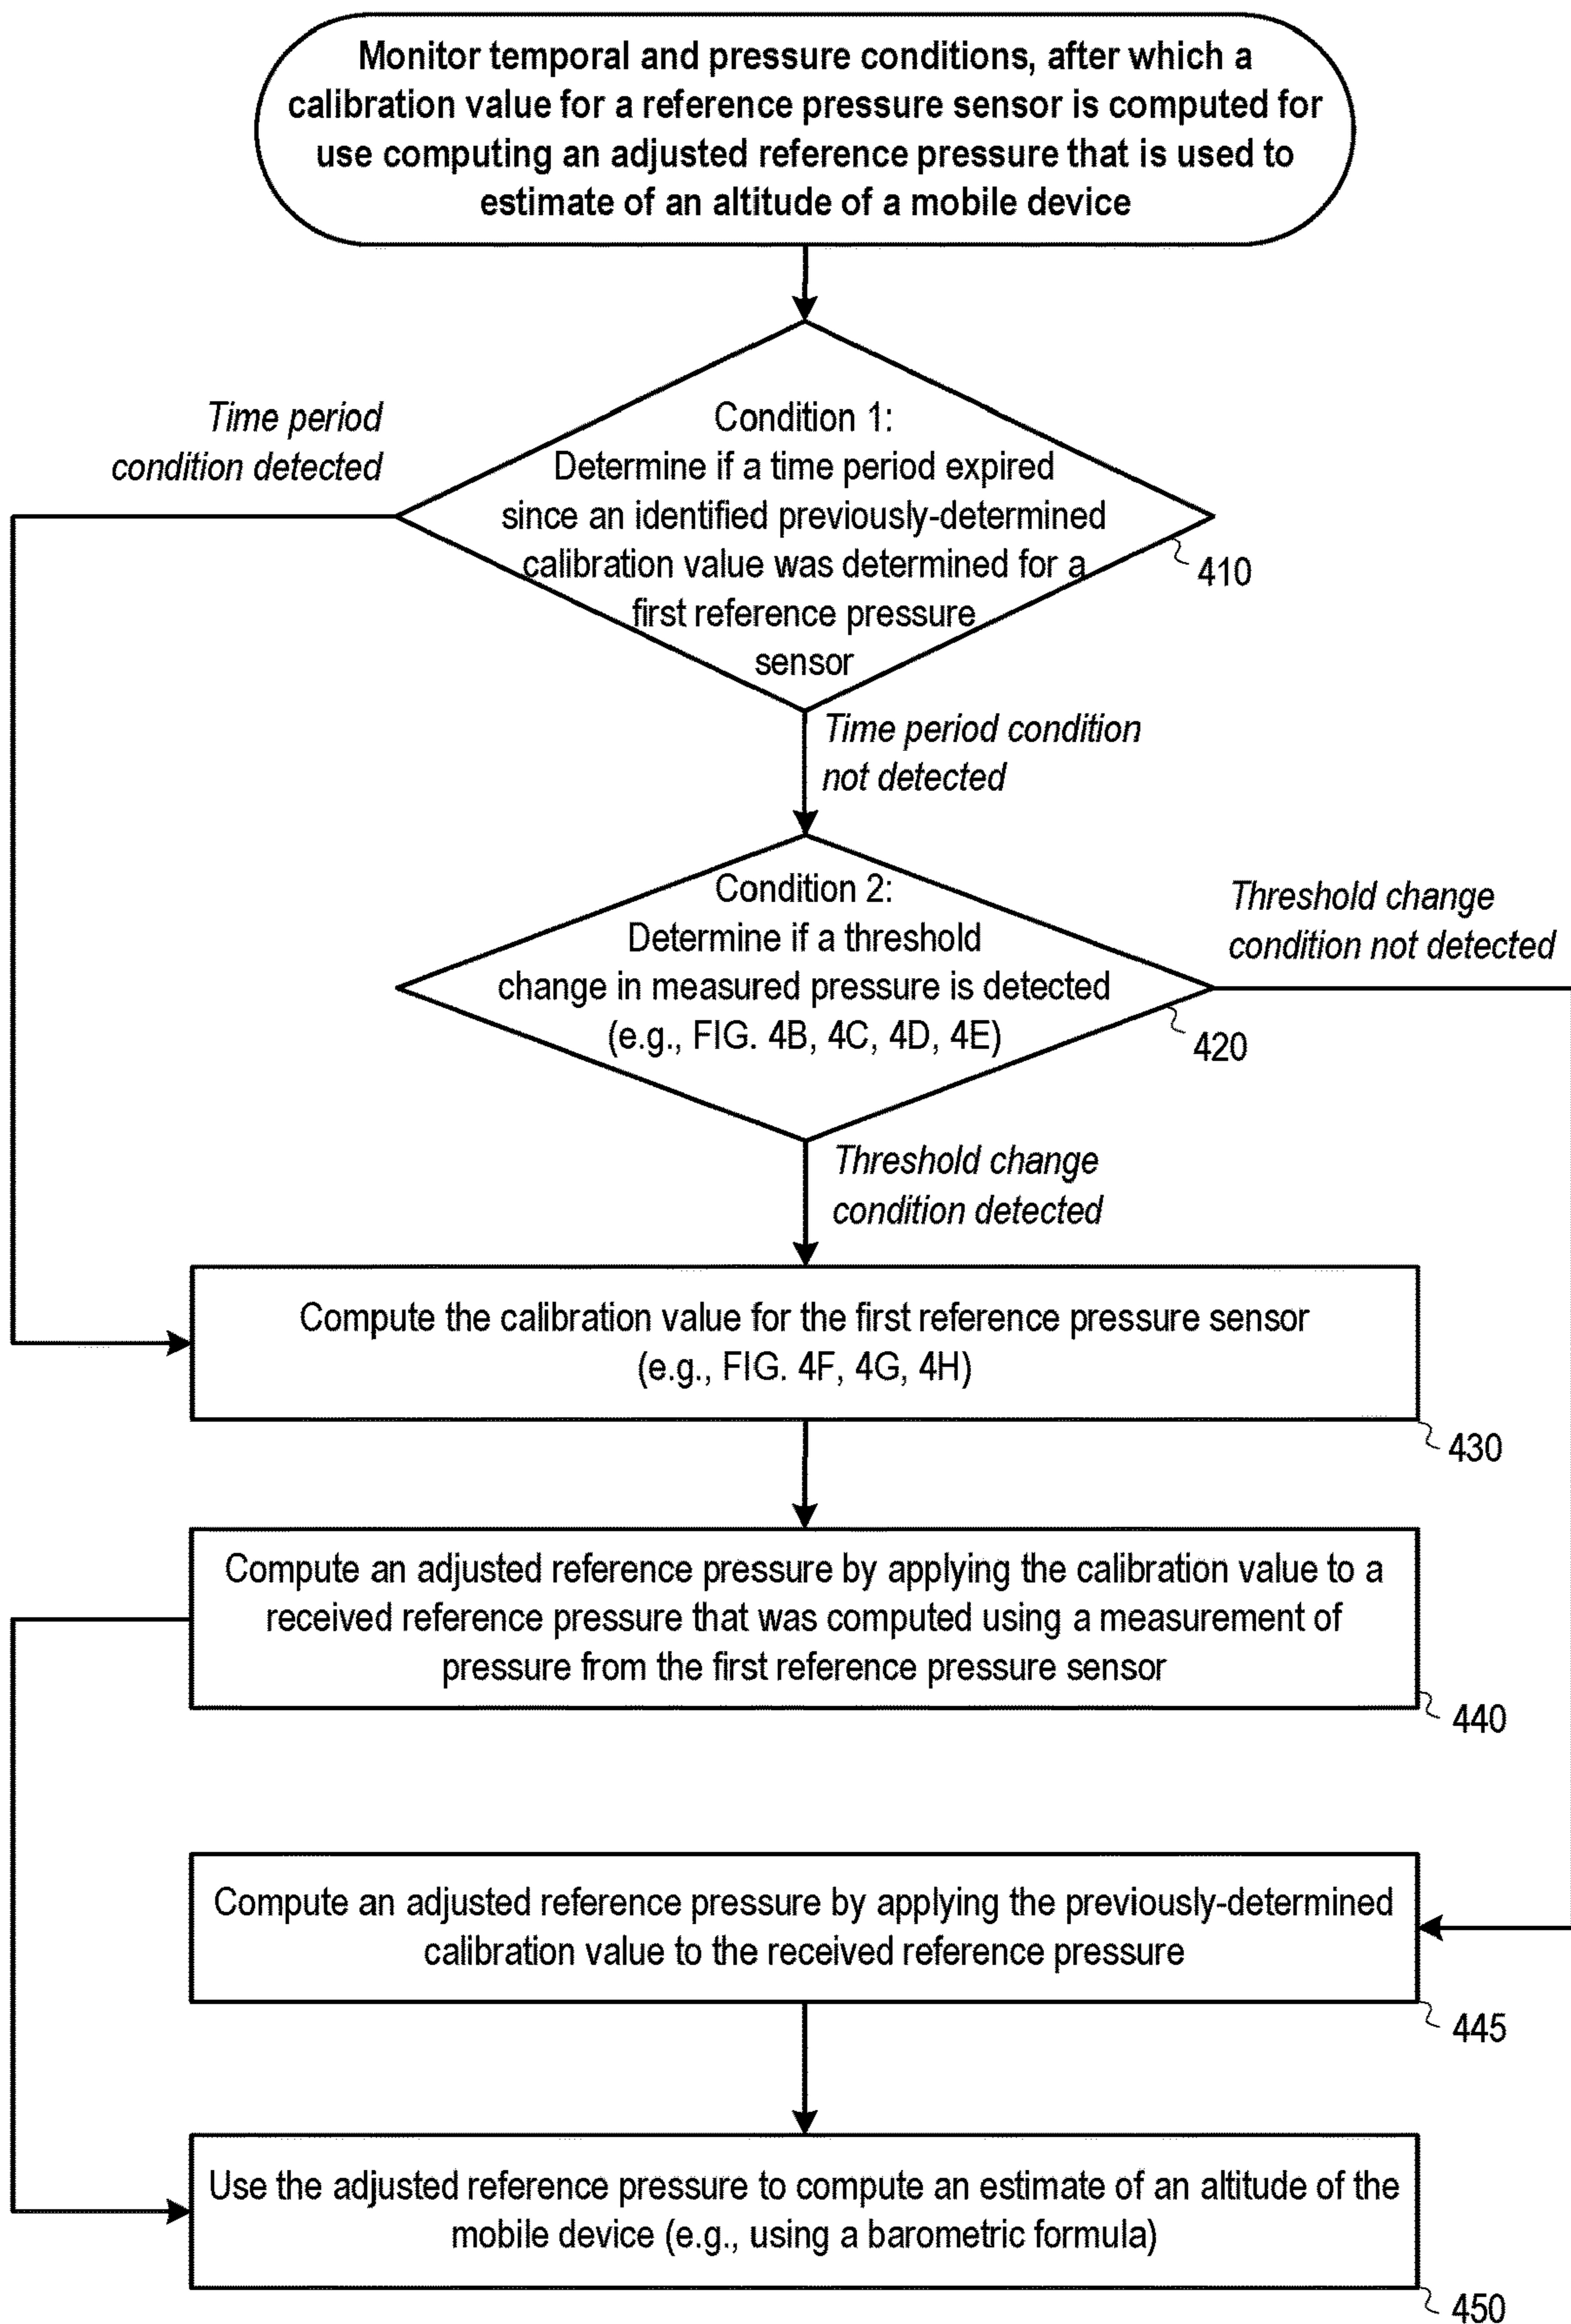 Monitor temporal and pressure conditions, after which a
calibration value for a reference pressure sensor is computed for
use computing an adjusted reference pressure that is used to
estimate of an altitude of a mobile device
Time period
condition detected
Condition 1:
Determine if a time period expired
since an identified previously-determined
calibration value was determined for a
first reference pressure
sensor
410
Time period condition
not detected
Condition 2:
Determine if a threshold
change in measured pressure is detected
(e.g., FIG. 4B, 4C, 4D, 4E)
420
Threshold change
condition not detected
Threshold change
condition detected
Compute the calibration value for the first reference pressure sensor
(e.g., FIG. 4F, 4G, 4H)
430
Compute an adjusted reference pressure by applying the calibration value to a
received reference pressure that was computed using a measurement of
pressure from the first reference pressure sensor
440
Compute an adjusted reference pressure by applying the previously-determined
calibration value to the received reference pressure
445
Use the adjusted reference pressure to compute an estimate of an altitude of the
mobile device (e.g., using a barometric formula)
450